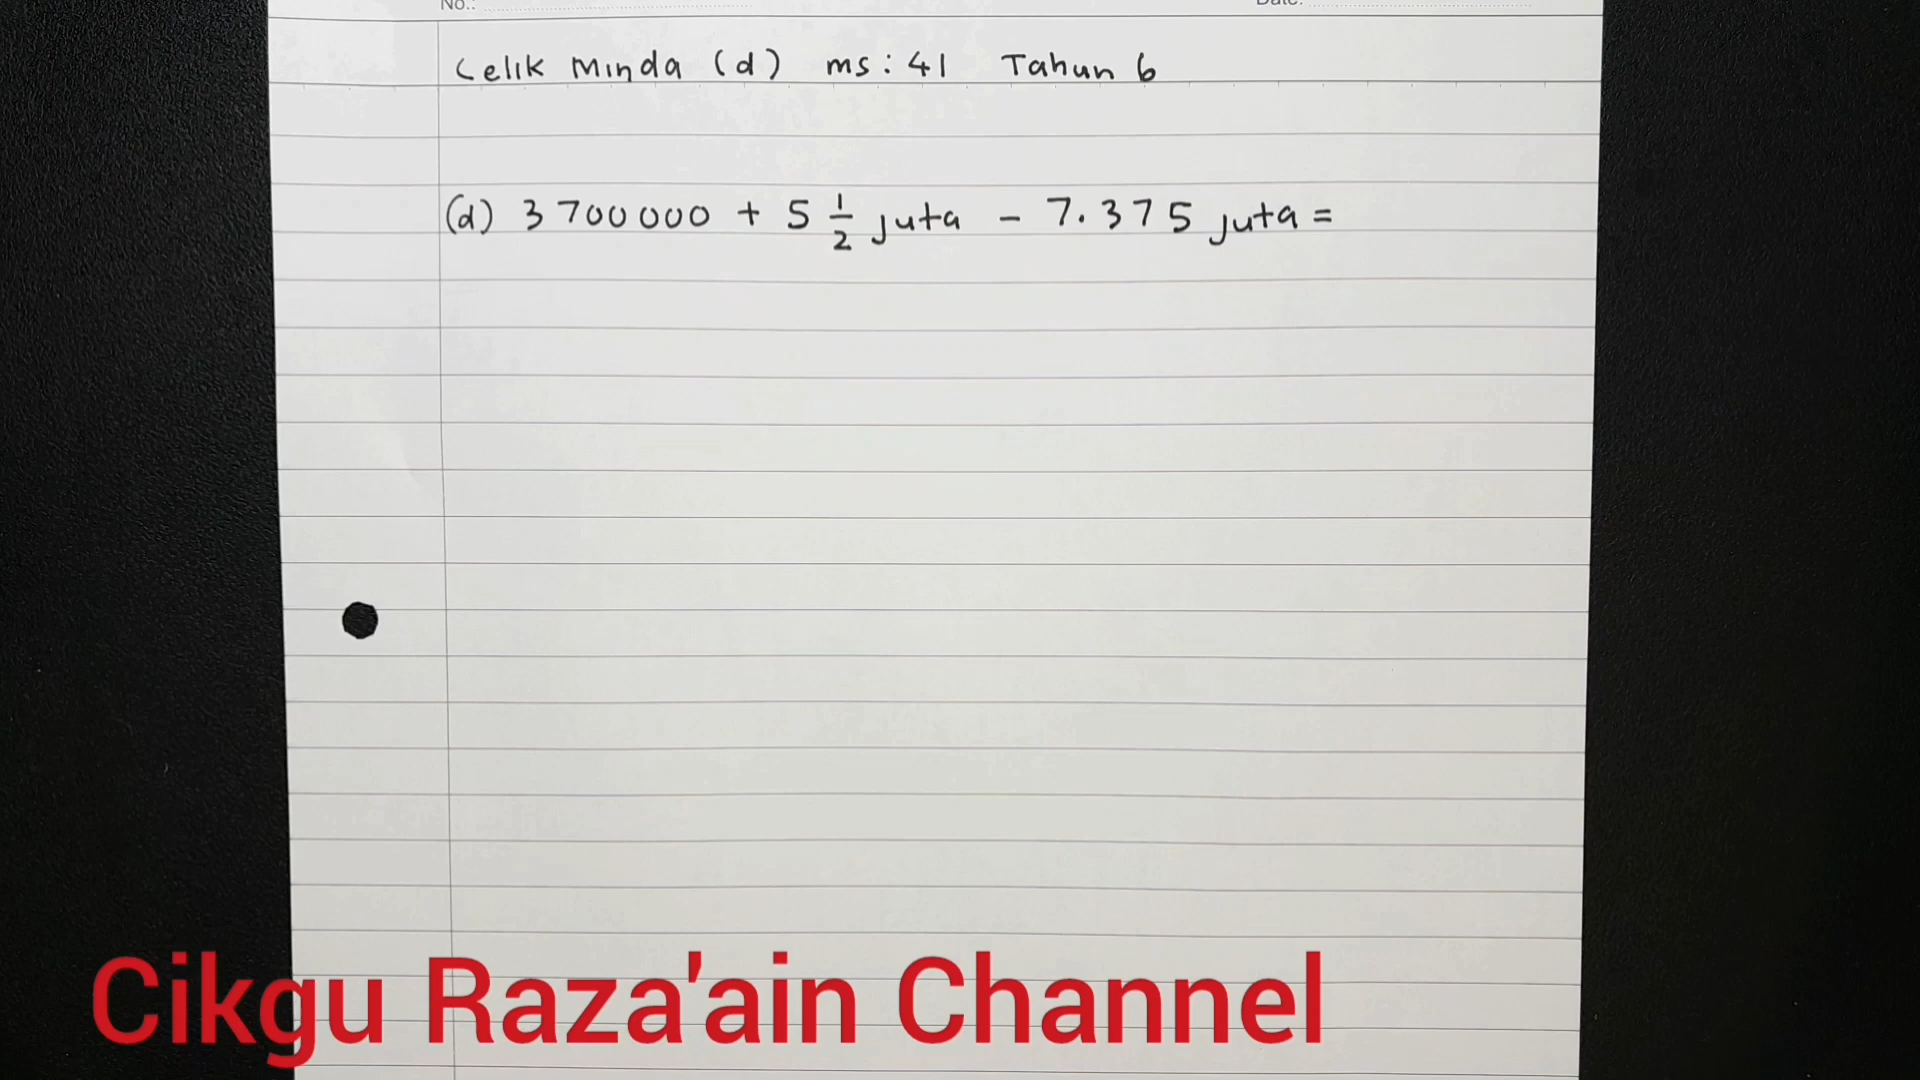 No.:
Date:
Celik Minda (d) ms: 41 Tahun 6
(d) 3 700 000 + 5 1/2 juta - 7.375 juta =
Cikgu Raza'ain Channel